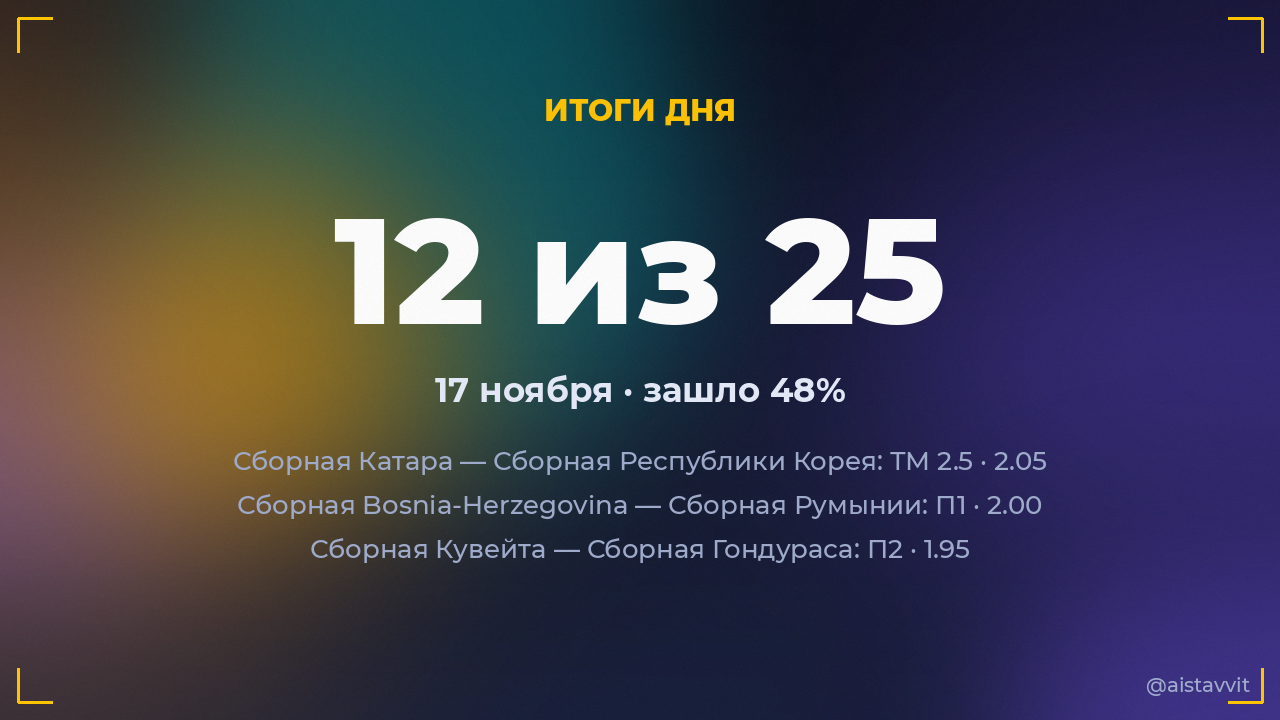 ИТОГИ ДНЯ
12 из 25
17 ноября · зашло 48%
Сборная Катара — Сборная Республики Корея: ТМ 2.5 · 2.05
Сборная Bosnia-Herzegovina — Сборная Румынии: П1 · 2.00
Сборная Кувейта — Сборная Гондураса: П2 · 1.95
@aistavvit